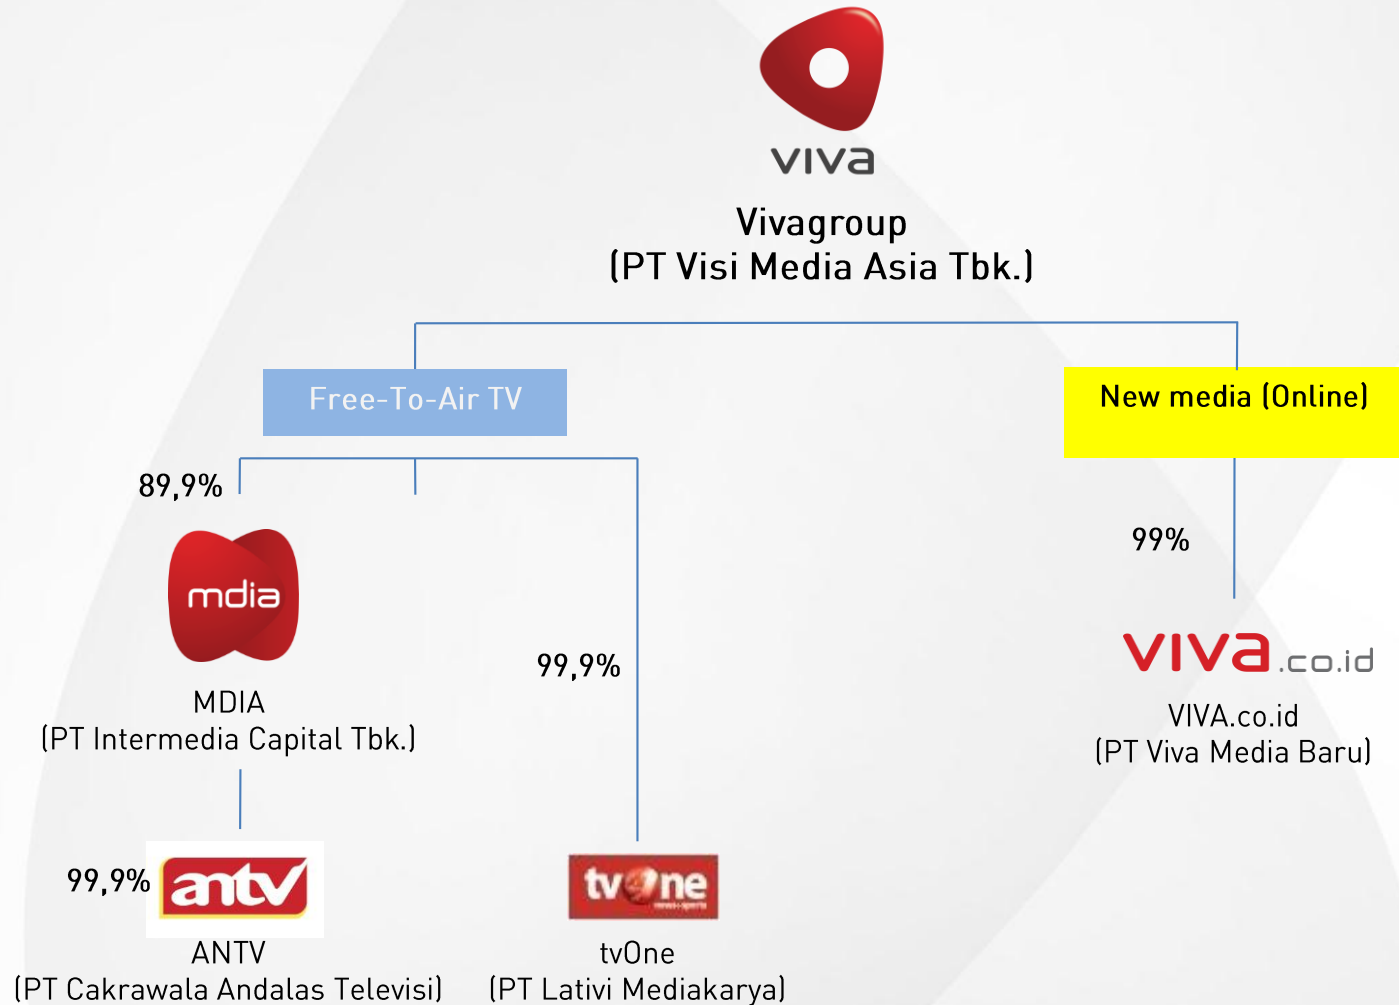 VIVA
Vivagroup
(PT Visi Media Asia Tbk.)
Free-To-Air TV
New media (Online)
89,9%
99%
mdia
99,9%
VIVA.co.id
MDIA
(PT Intermedia Capital Tbk.)
VIVA.co.id
(PT Viva Media Baru)
99,9%
antv
tvOne
news & sports
ANTV
(PT Cakrawala Andalas Televisi)
tvOne
(PT Lativi Mediakarya)